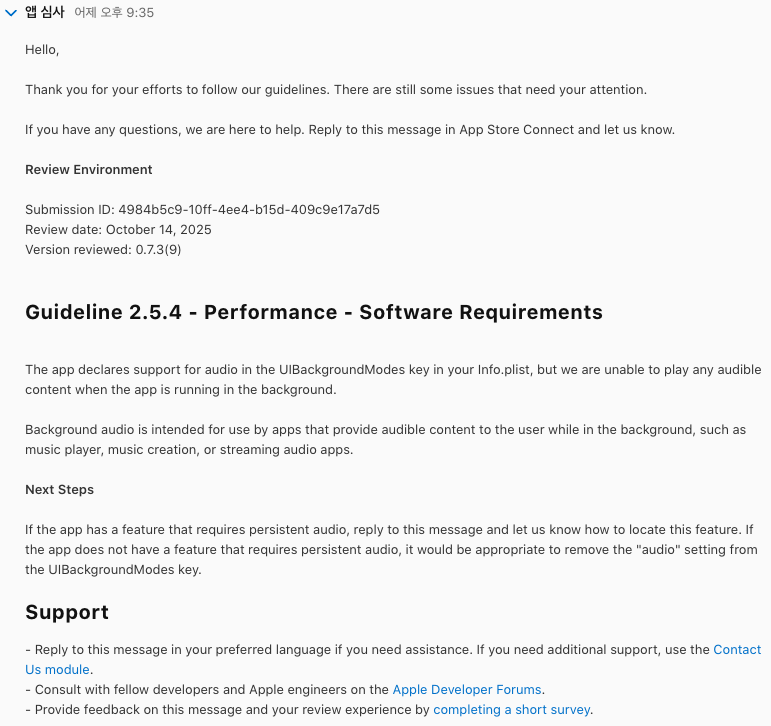 앱 심사 어제 오후 9:35
Hello,
Thank you for your efforts to follow our guidelines. There are still some issues that need your attention.
If you have any questions, we are here to help. Reply to this message in App Store Connect and let us know.
Review Environment
Submission ID: 4984b5c9-10ff-4ee4-b15d-409c9e17a7d5
Review date: October 14, 2025
Version reviewed: 0.7.3(9)
Guideline 2.5.4 - Performance - Software Requirements
The app declares support for audio in the UIBackgroundModes key in your Info.plist, but we are unable to play any audible
content when the app is running in the background.
Background audio is intended for use by apps that provide audible content to the user while in the background, such as
music player, music creation, or streaming audio apps.
Next Steps
If the app has a feature that requires persistent audio, reply to this message and let us know how to locate this feature. If
the app does not have a feature that requires persistent audio, it would be appropriate to remove the "audio" setting from
the UIBackgroundModes key.
Support
- Reply to this message in your preferred language if you need assistance. If you need additional support, use the Contact
Us module.
- Consult with fellow developers and Apple engineers on the Apple Developer Forums.
- Provide feedback on this message and your review experience by completing a short survey.